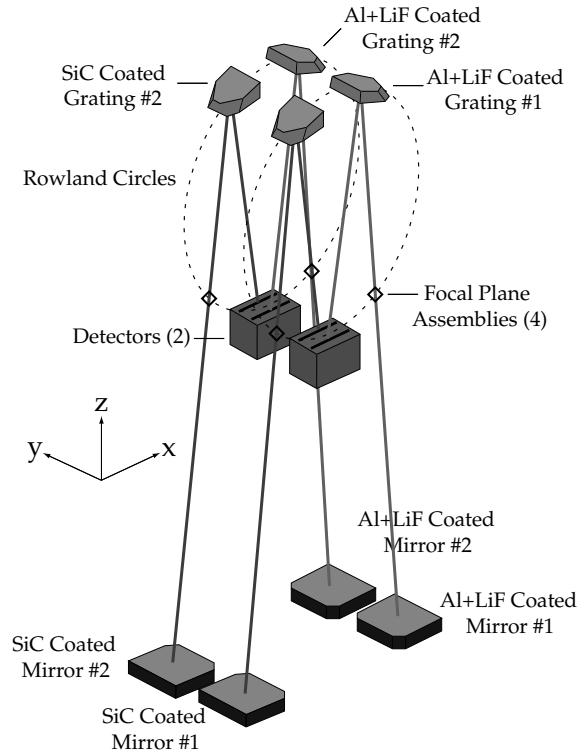 Al+LiF Coated
Grating #2
SiC Coated
Grating #2
Al+LiF Coated
Grating #1
Rowland Circles
Focal Plane
Assemblies (4)
Detectors (2)
z
y
x
Al+LiF Coated
Mirror #2
Al+LiF Coated
Mirror #1
SiC Coated
Mirror #2
SiC Coated
Mirror #1